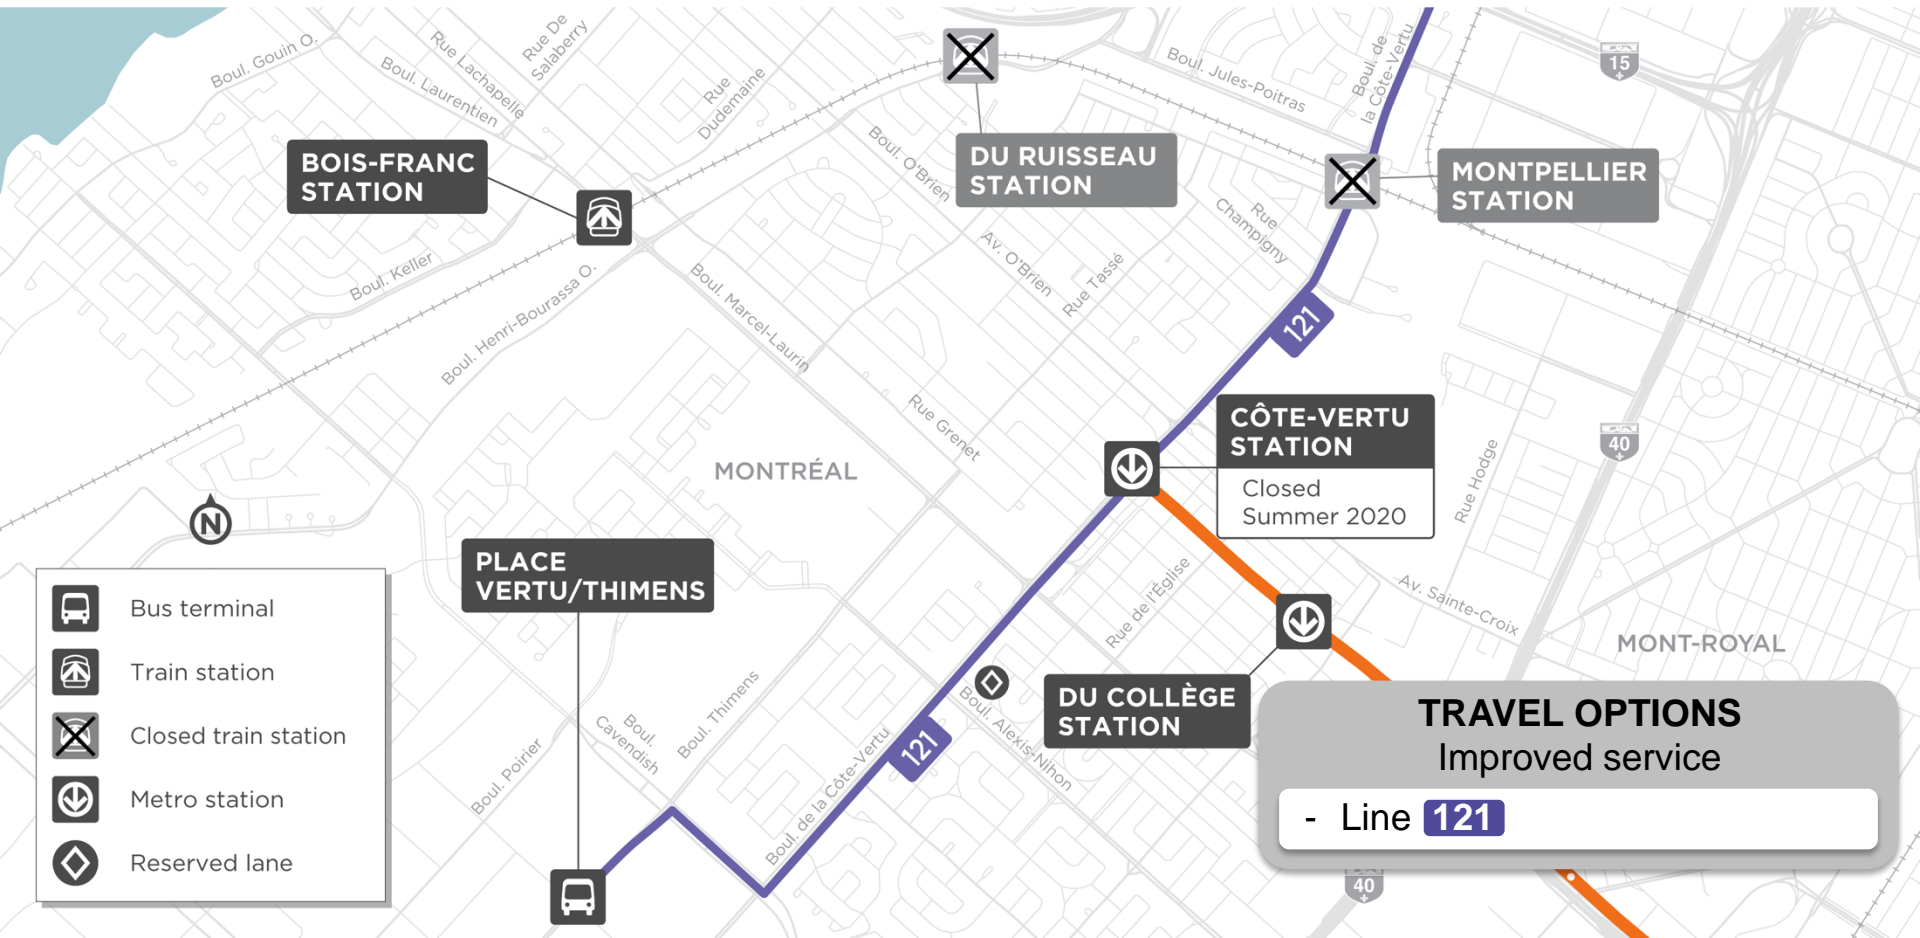 Boul. Gouin O.
Rue Lachapelle
Rue De
Salaberry
Boul. Laurentien
Rue
Dudemaine
Boul. Jules-Poitras
Boul. de
la Côte-Vertu
15
BOIS-FRANC
STATION
Boul. O'Brien
DU RUISSEAU
STATION
MONTPELLIER
STATION
Rue
Champigny
Av. O'Brien
Rue Tassé
Boul. Keller
Boul. Henri-Bourassa O.
Boul. Marcel-Laurin
121
Rue Grenet
CÔTE-VERTU
STATION
Closed
Summer 2020
40
Rue Hodge
MONTRÉAL
N
PLACE
VERTU/THIMENS
Rue de l'Église
Av. Sainte-Croix
MONT-ROYAL
Bus terminal
Train station
Closed train station
Metro station
Reserved lane
Boul. Poirier
Boul.
Cavendish
Boul. Thimens
Boul. de la Côte-Vertu
121
Boul. Alexis-Nihon
DU COLLÈGE
STATION
TRAVEL OPTIONS
Improved service
- Line 121
40